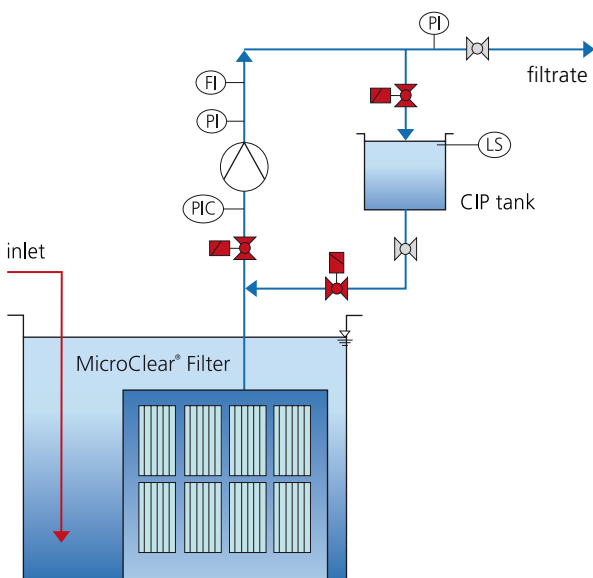 PI
FI
filtrate
PI
LS
PIC
CIP tank
inlet
MicroClear® Filter